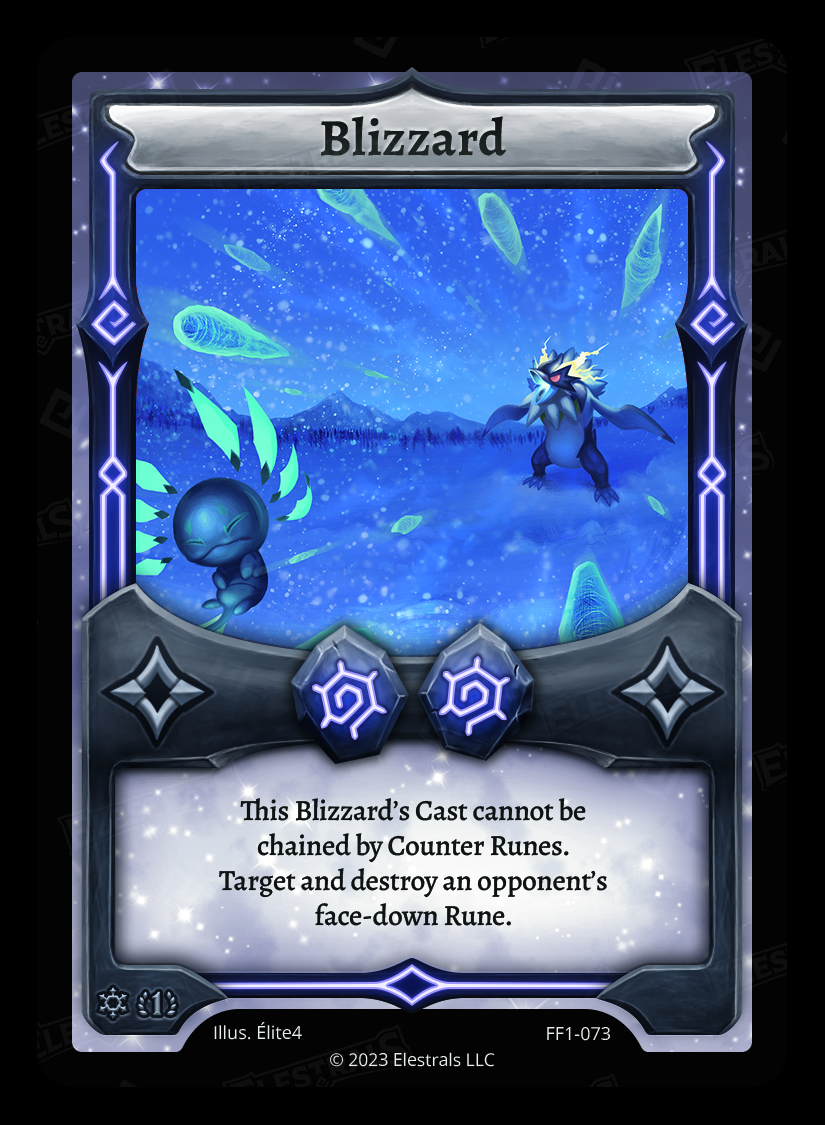 Blizzard
This Blizzard's Cast cannot be
chained by Counter Runes.
Target and destroy an opponent's
face-down Rune.
1
Illus. Élite4
FF1-073
© 2023 Elestrals LLC